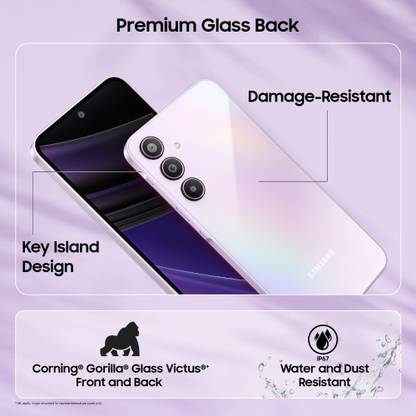 Premium Glass Back
Damage-Resistant
Key Island
Design
SAMSUNG
Corning® Gorilla® Glass Victus®*
Front and Back
IP67
Water and Dust
Resistant